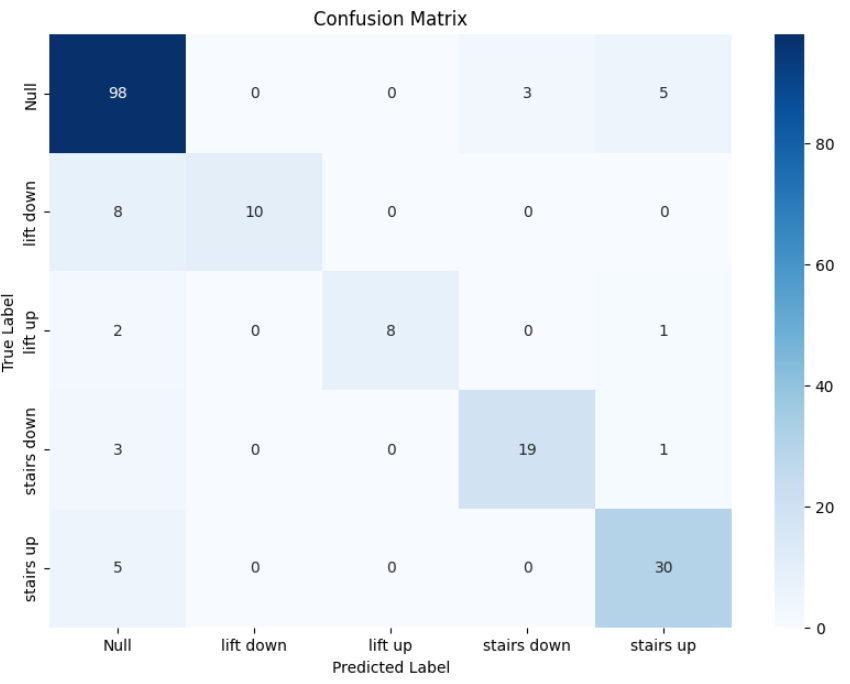 Confusion Matrix
True Label
Null 98 0 0 3 5
lift down 8 10 0 0 0
lift up 2 0 8 0 1
stairs down 3 0 0 19 1
stairs up 5 0 0 0 30
Null lift down lift up stairs down stairs up
Predicted Label
80
60
40
20
0